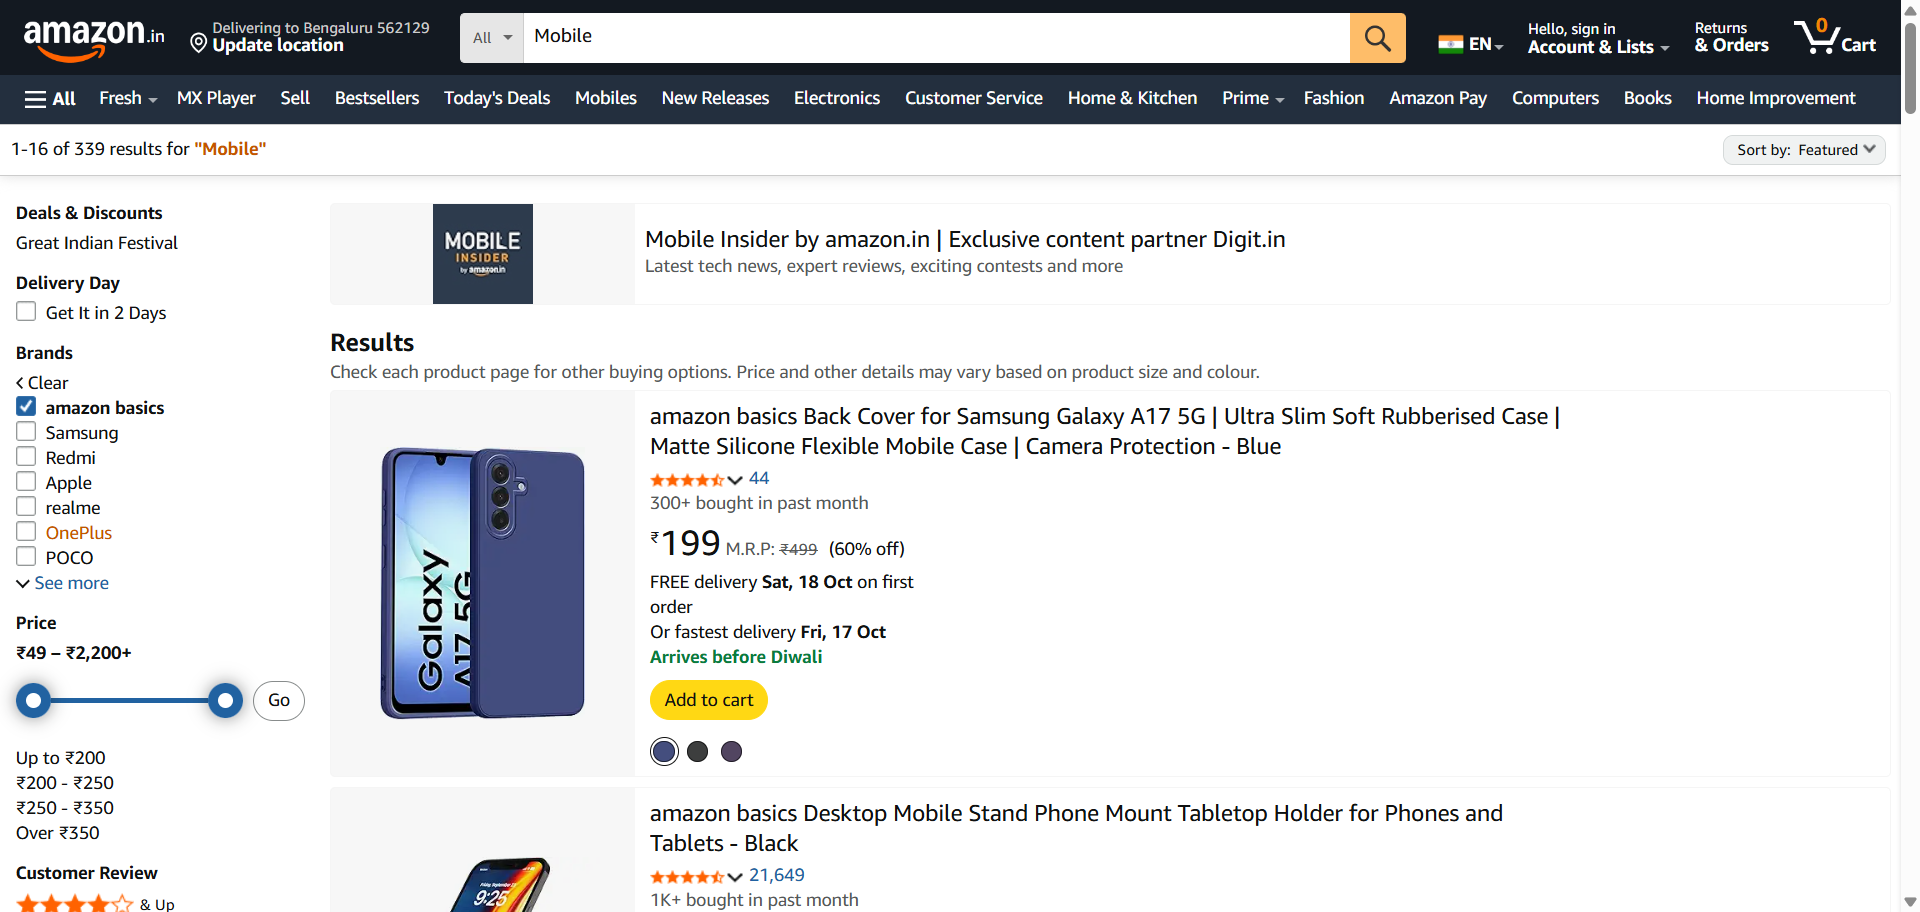 amazon.in
Delivering to Bengaluru 562129
Update location
All
Mobile
EN
Hello, sign in
Account & Lists
Returns
& Orders
0
Cart
All
Fresh
MX Player
Sell
Bestsellers
Today's Deals
Mobiles
New Releases
Electronics
Customer Service
Home & Kitchen
Prime
Fashion
Amazon Pay
Computers
Books
Home Improvement
1-16 of 339 results for "Mobile"
Sort by: Featured
Deals & Discounts
Great Indian Festival
Delivery Day
Get It in 2 Days
Brands
Clear
amazon basics
Samsung
Redmi
Apple
realme
OnePlus
POCO
See more
Price
₹49 – ₹2,200+
Go
Up to ₹200
₹200 - ₹250
₹250 - ₹350
Over ₹350
Customer Review
& Up
MOBILE
INSIDER
by amazon.in
Mobile Insider by amazon.in | Exclusive content partner Digit.in
Latest tech news, expert reviews, exciting contests and more
Results
Check each product page for other buying options. Price and other details may vary based on product size and colour.
Galaxy
A17 5G
amazon basics Back Cover for Samsung Galaxy A17 5G | Ultra Slim Soft Rubberised Case |
Matte Silicone Flexible Mobile Case | Camera Protection - Blue
44
300+ bought in past month
₹199 M.R.P: ₹499 (60% off)
FREE delivery Sat, 18 Oct on first
order
Or fastest delivery Fri, 17 Oct
Arrives before Diwali
Add to cart
9:25
amazon basics Desktop Mobile Stand Phone Mount Tabletop Holder for Phones and
Tablets - Black
21,649
1K+ bought in past month